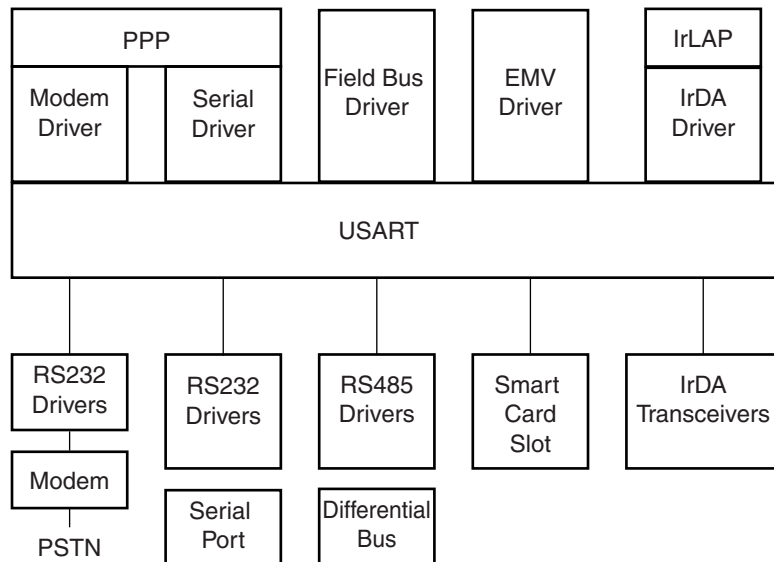 PPP
Modem
Driver
Serial
Driver
Field Bus
Driver
EMV
Driver
IrLAP
IrDA
Driver
USART
RS232
Drivers
Modem
PSTN
RS232
Drivers
Serial
Port
RS485
Drivers
Differential
Bus
Smart
Card
Slot
IrDA
Transceivers